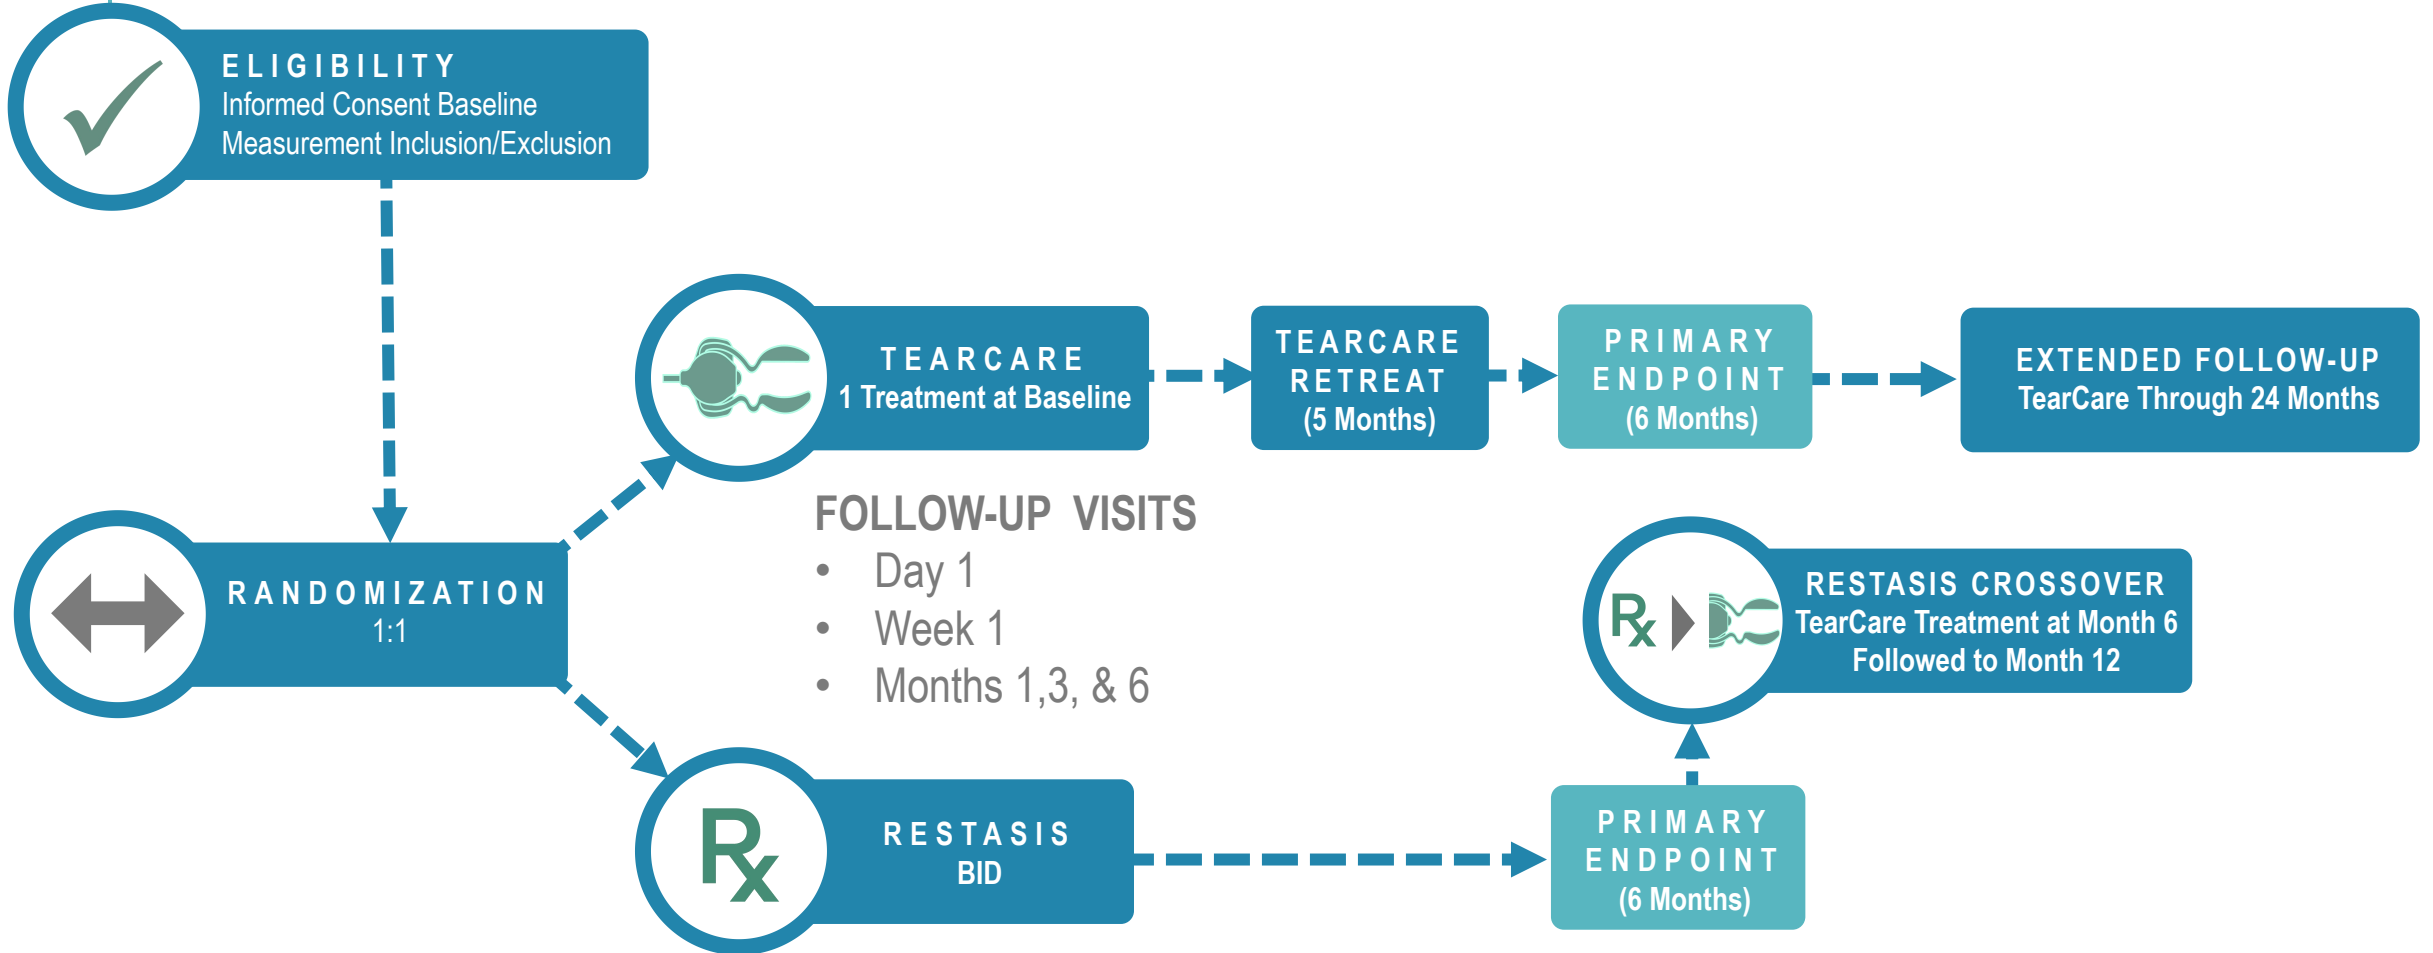 ELIGIBILITY
Informed Consent Baseline
Measurement Inclusion/Exclusion
RANDOMIZATION
1:1
TEARCARE
1 Treatment at Baseline
TEARCARE
RETREAT
(5 Months)
PRIMARY
ENDPOINT
(6 Months)
EXTENDED FOLLOW-UP
TearCare Through 24 Months
FOLLOW-UP VISITS
• Day 1
• Week 1
• Months 1,3, & 6
Rx
RESTASIS
BID
PRIMARY
ENDPOINT
(6 Months)
Rx
RESTASIS CROSSOVER
TearCare Treatment at Month 6
Followed to Month 12